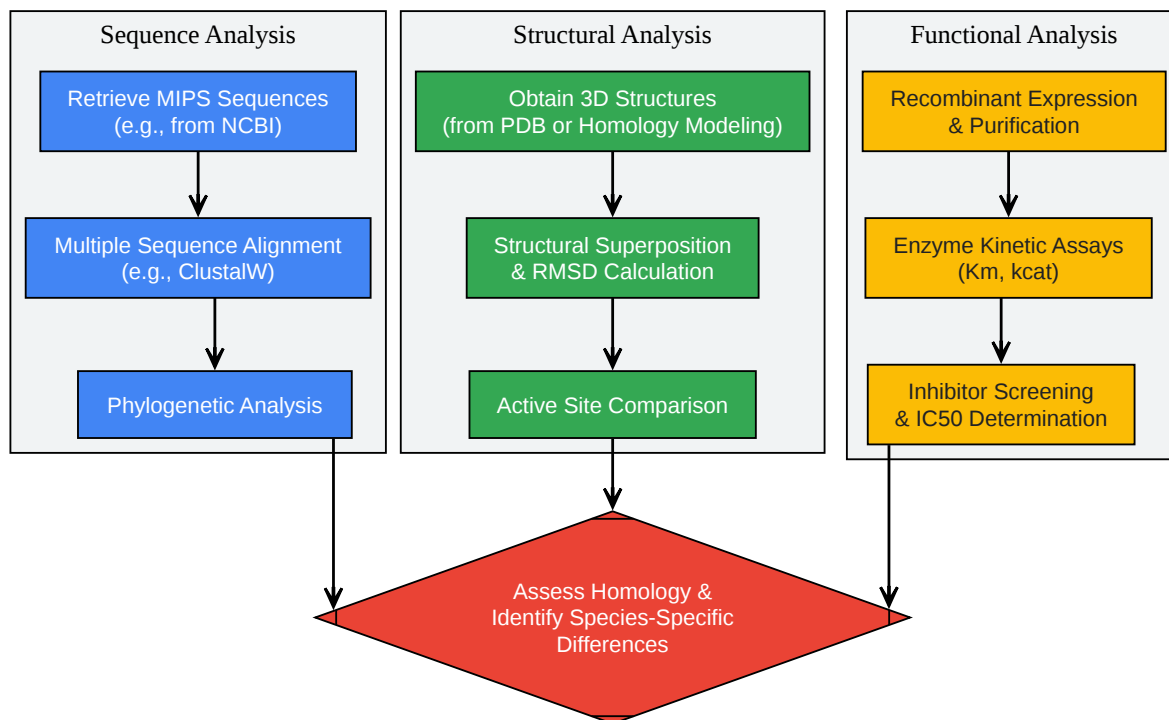 Sequence Analysis
Retrieve MIPS Sequences
(e.g., from NCBI)
Multiple Sequence Alignment
(e.g., ClustalW)
Phylogenetic Analysis
Structural Analysis
Obtain 3D Structures
(from PDB or Homology Modeling)
Structural Superposition
& RMSD Calculation
Active Site Comparison
Functional Analysis
Recombinant Expression
& Purification
Enzyme Kinetic Assays
(Km, kcat)
Inhibitor Screening
& IC50 Determination
Assess Homology &
Identify Species-Specific
Differences